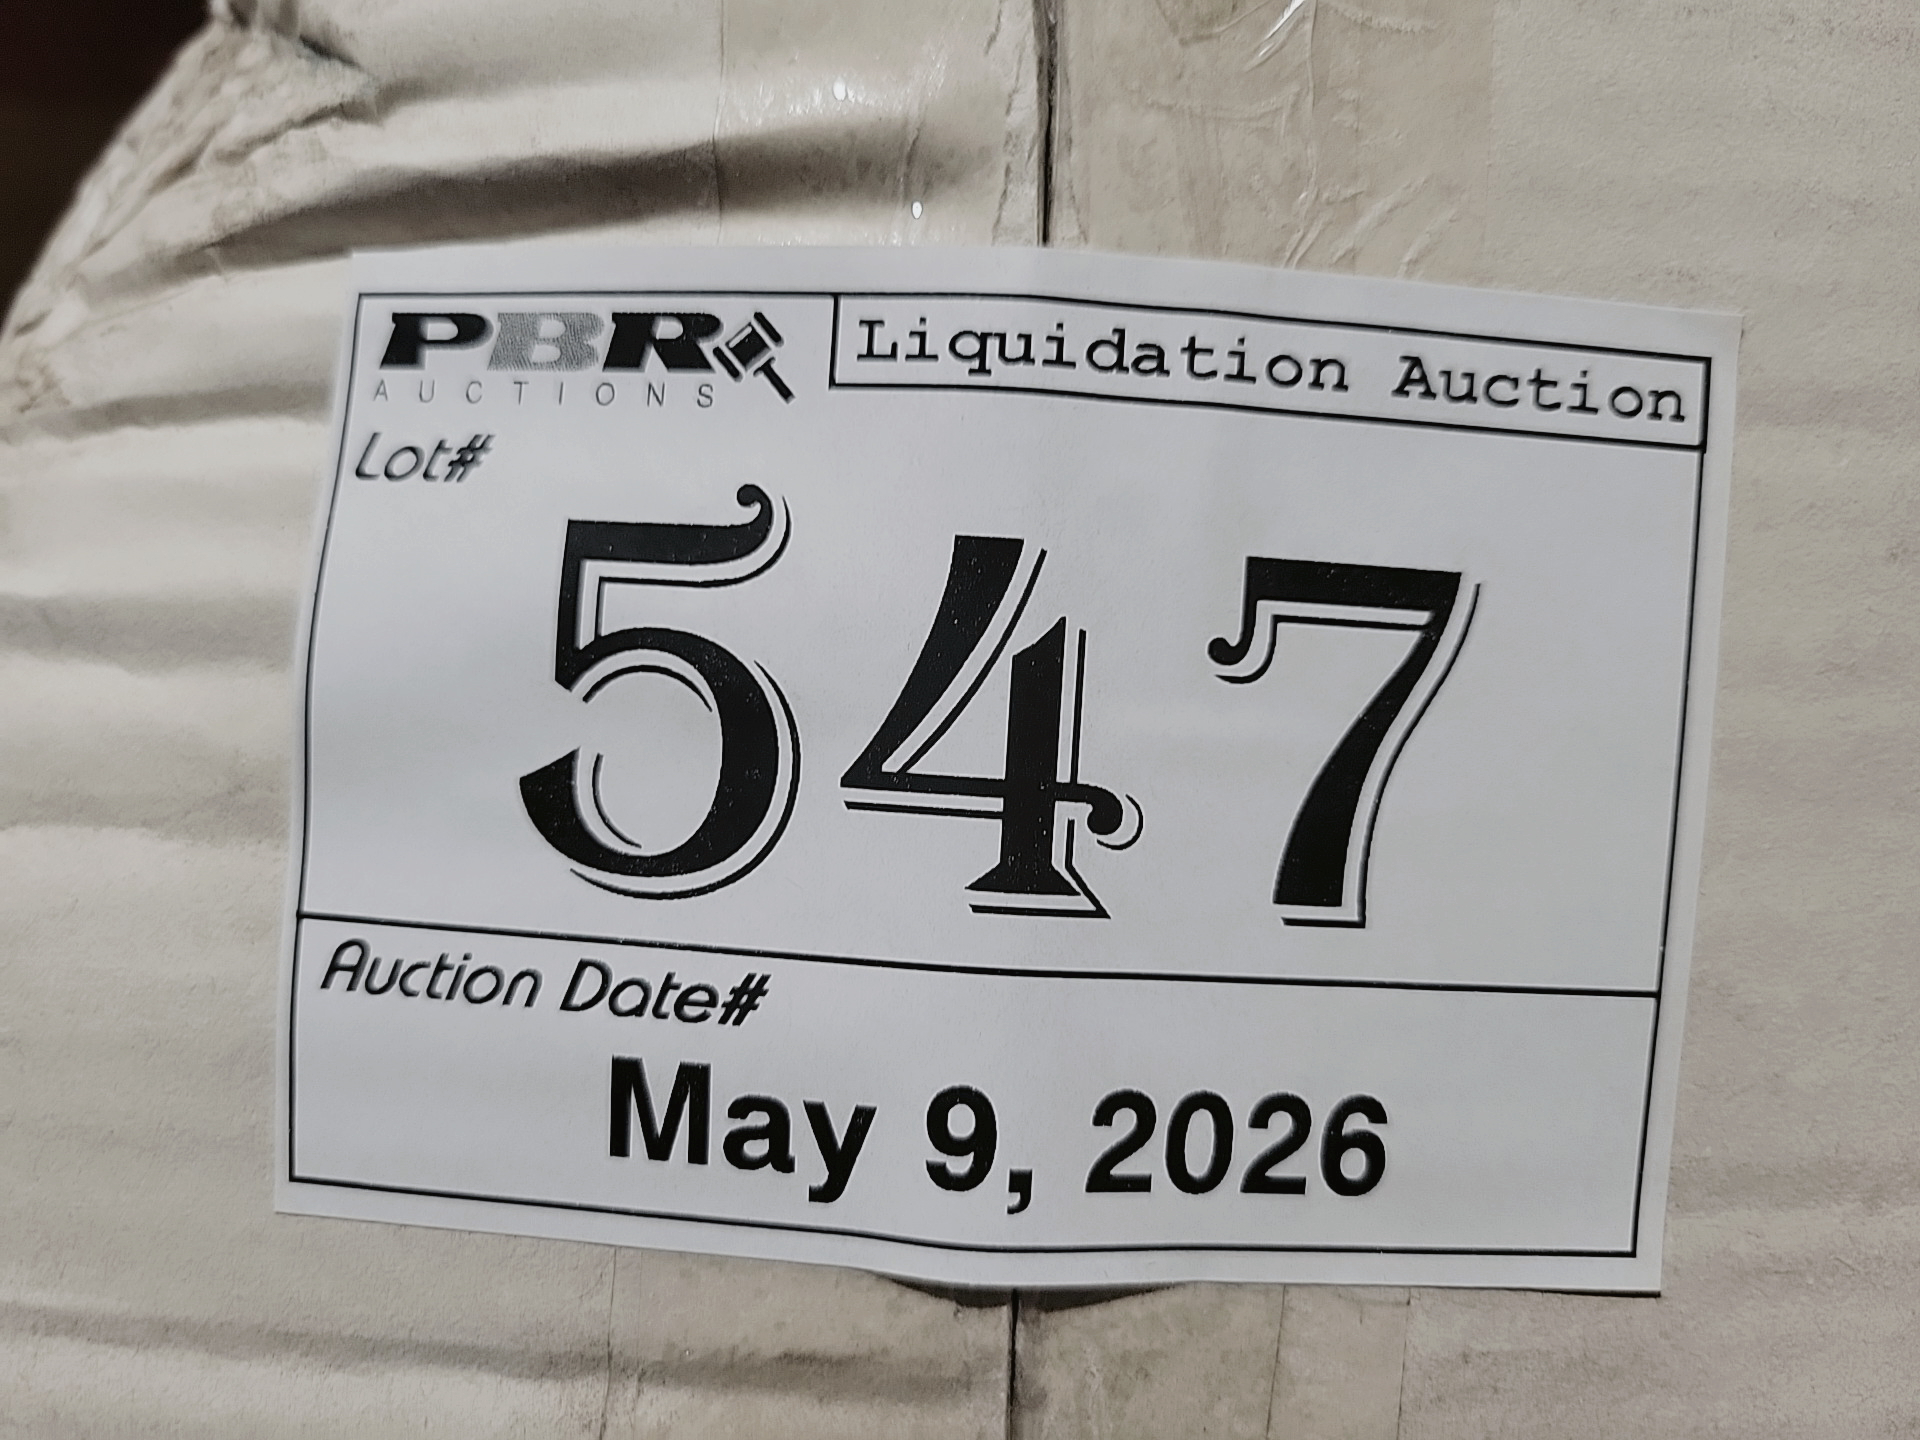 PBR
AUCTIONS
Liquidation Auction
Lot#
547
Auction Date#
May 9, 2026